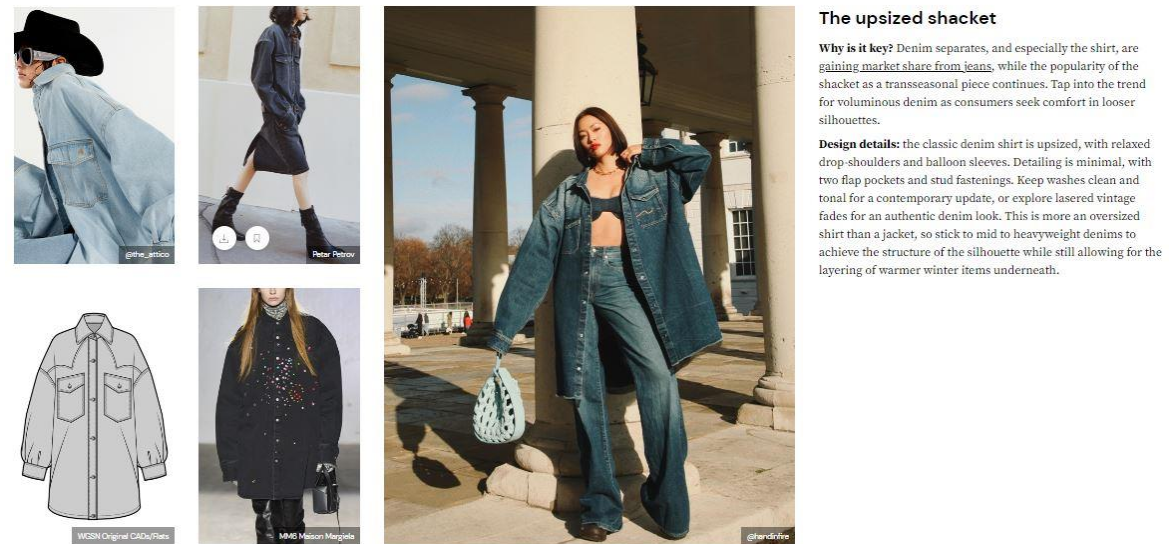 The upsized shacket
Why is it key? Denim separates, and especially the shirt, are
gaining market share from jeans, while the popularity of the
shacket as a transseasonal piece continues. Tap into the trend
for voluminous denim as consumers seek comfort in looser
silhouettes.
Design details: the classic denim shirt is upsized, with relaxed
drop-shoulders and balloon sleeves. Detailing is minimal, with
two flap pockets and stud fastenings. Keep washes clean and
tonal for a contemporary update, or explore lasered vintage
fades for an authentic denim look. This is more an oversized
shirt than a jacket, so stick to mid to heavyweight denims to
achieve the structure of the silhouette while still allowing for the
layering of warmer winter items underneath.
@the_attico
Petar Petrov
WGSN Original CADs/Flats
MM6 Maison Margiela
@handinfire